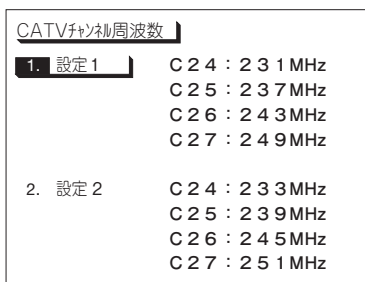 CATVﾁｬﾝﾈﾙ周波数
1. 設定1 C24：231MHz
C25：237MHz
C26：243MHz
C27：249MHz
2. 設定2 C24：233MHz
C25：239MHz
C26：245MHz
C27：251MHz